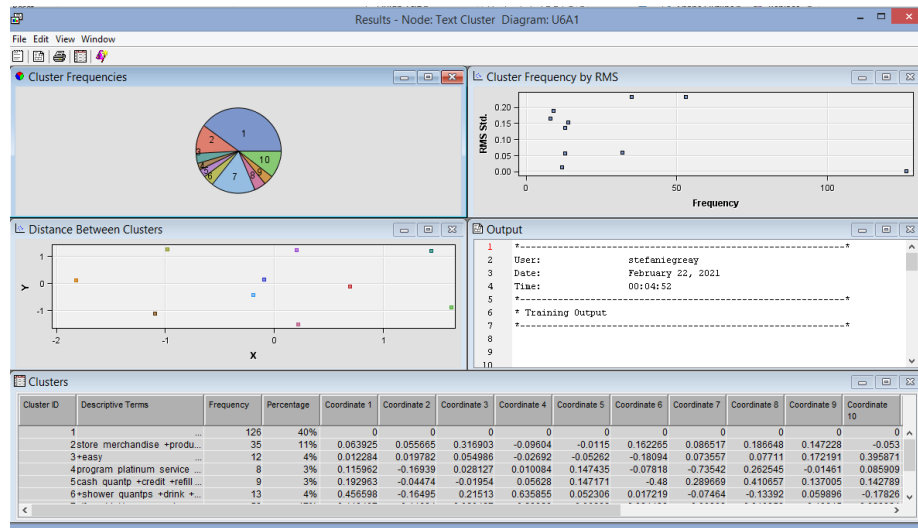 Results - Node: Text Cluster Diagram: U6A1
File Edit View Window
Cluster Frequencies
1
2
3
4
5
6
7
8
9
10
Cluster Frequency by RMS
RMS Std.
0.20
0.15
0.10
0.05
0.00
0 50 100
Frequency
Distance Between Clusters
Y
1
0
-1
-2 -1 0 1
X
Output
1 *------------------------------------------------------------*
2 User: stefaniegreay
3 Date: February 22, 2021
4 Time: 00:04:52
5 *------------------------------------------------------------*
6 * Training Output
7 *------------------------------------------------------------*
8
9
10
Clusters
Cluster ID Descriptive Terms Frequency Percentage Coordinate 1 Coordinate 2 Coordinate 3 Coordinate 4 Coordinate 5 Coordinate 6 Coordinate 7 Coordinate 8 Coordinate 9 Coordinate 10
1 ... 126 40% 0 0 0 0 0 0 0 0 0 0
2 store merchandise +produ... 35 11% 0.063925 0.055665 0.316903 -0.09604 -0.0115 0.162265 0.086517 0.186648 0.147228 -0.053
3 +easy ... 12 4% 0.012284 0.019782 0.054986 -0.02692 -0.05262 -0.18094 0.073557 0.07711 0.172191 0.395871
4 program platinum service ... 8 3% 0.115962 -0.16939 0.028127 0.010084 0.147435 -0.07818 -0.73542 0.262545 -0.01461 0.085909
5 cash quantp +credit +refill ... 9 3% 0.192963 -0.04474 -0.01954 0.05628 0.147171 -0.48 0.289669 0.410657 0.137005 0.142789
6 +shower quantps +drink +... 13 4% 0.456598 -0.16495 0.21513 0.635855 0.052306 0.017219 -0.07464 -0.13392 0.059896 -0.17826